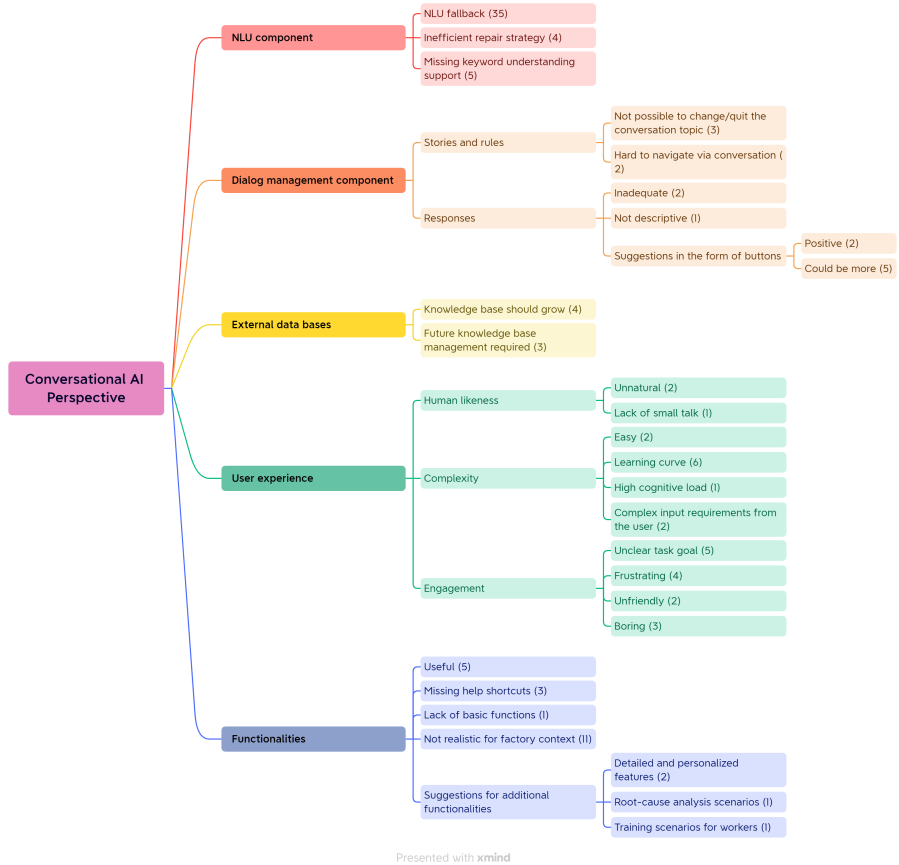 NLU component
NLU fallback (35)
Inefficient repair strategy (4)
Missing keyword understanding
support (5)
Dialog management component
Stories and rules
Not possible to change/quit the
conversation topic (3)
Hard to navigate via conversation (
2)
Responses
Inadequate (2)
Not descriptive (1)
Suggestions in the form of buttons
Positive (2)
Could be more (5)
External data bases
Knowledge base should grow (4)
Future knowledge base
management required (3)
Conversational AI
Perspective
User experience
Human likeness
Unnatural (2)
Lack of small talk (1)
Complexity
Easy (2)
Learning curve (6)
High cognitive load (1)
Complex input requirements from
the user (2)
Engagement
Unclear task goal (5)
Frustrating (4)
Unfriendly (2)
Boring (3)
Functionalities
Useful (5)
Missing help shortcuts (3)
Lack of basic functions (1)
Not realistic for factory context (11)
Suggestions for additional
functionalities
Detailed and personalized
features (2)
Root-cause analysis scenarios (1)
Training scenarios for workers (1)
Presented with xmind